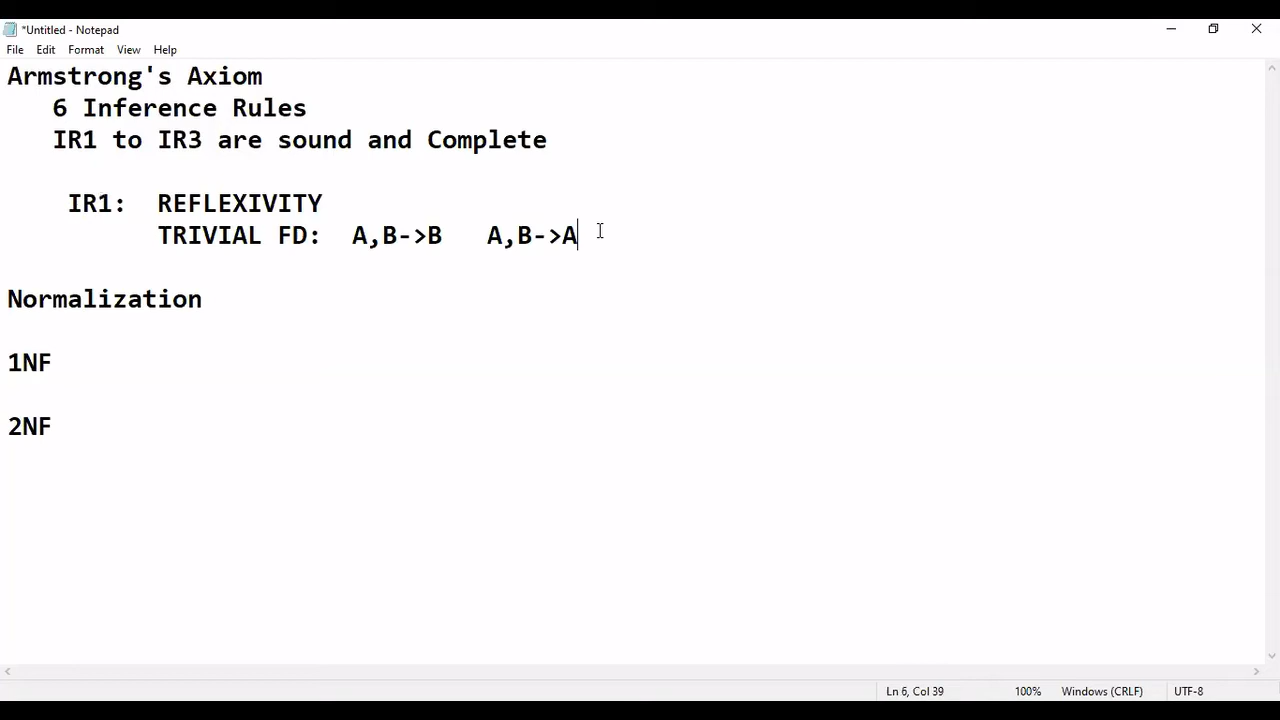 *Untitled - Notepad
File Edit Format View Help
Armstrong's Axiom
6 Inference Rules
IR1 to IR3 are sound and Complete
IR1: REFLEXIVITY
TRIVIAL FD: A,B->B A,B->A
Normalization
1NF
2NF
Ln 6, Col 39 100% Windows (CRLF) UTF-8